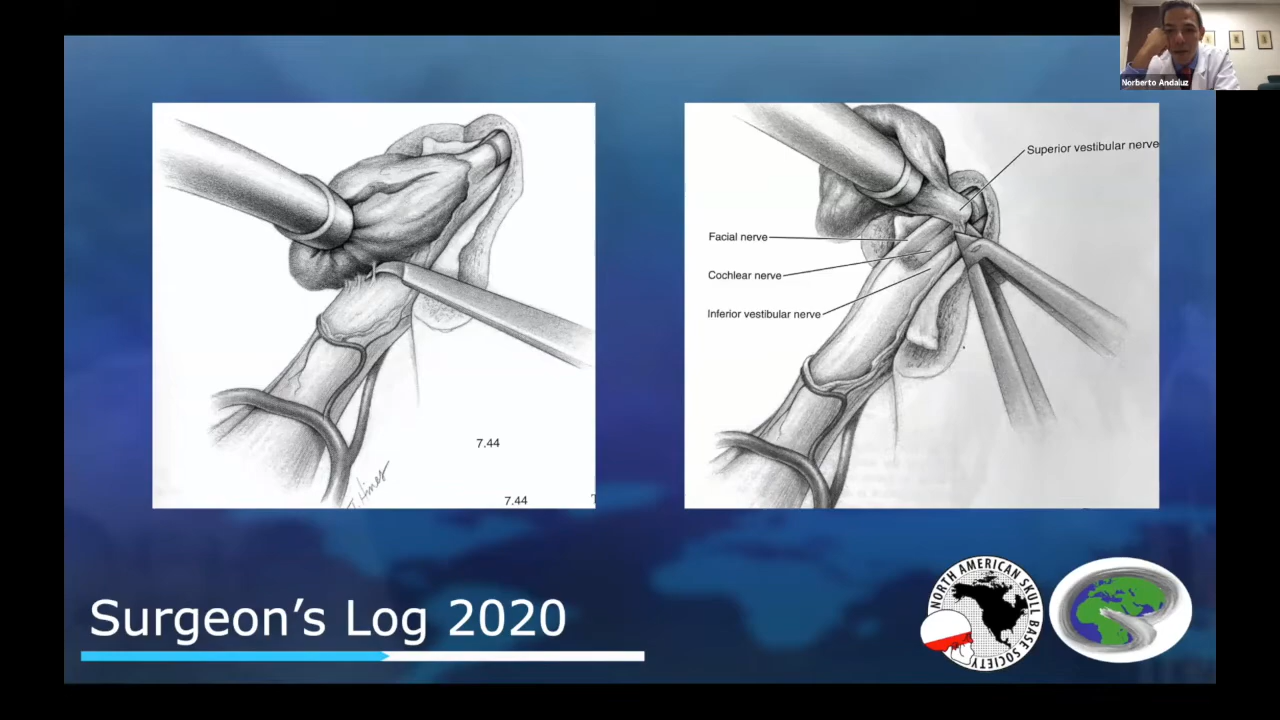 Norberto Andaluz
Superior vestibular nerve
Facial nerve
Cochlear nerve
Inferior vestibular nerve
7.44
7.44
T. Hines
Surgeon's Log 2020
NORTH AMERICAN SKULL BASE SOCIETY